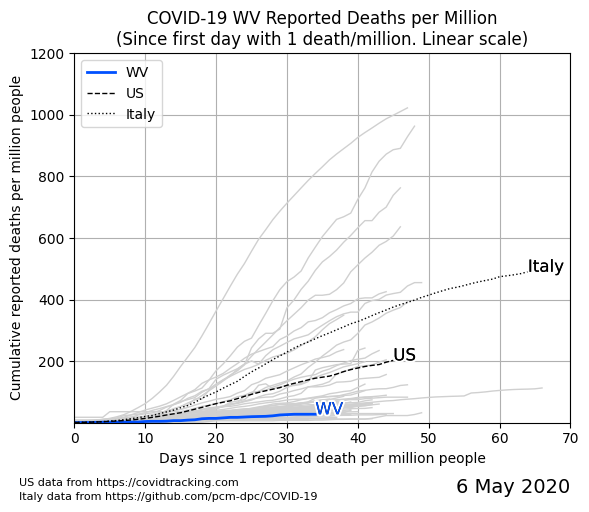 COVID-19 WV Reported Deaths per Million
(Since first day with 1 death/million. Linear scale)
Cumulative reported deaths per million people
1200
1000
800
600
400
200
WV
US
Italy
Italy
US
WV
0 10 20 30 40 50 60 70
Days since 1 reported death per million people
US data from https://covidtracking.com
Italy data from https://github.com/pcm-dpc/COVID-19
6 May 2020